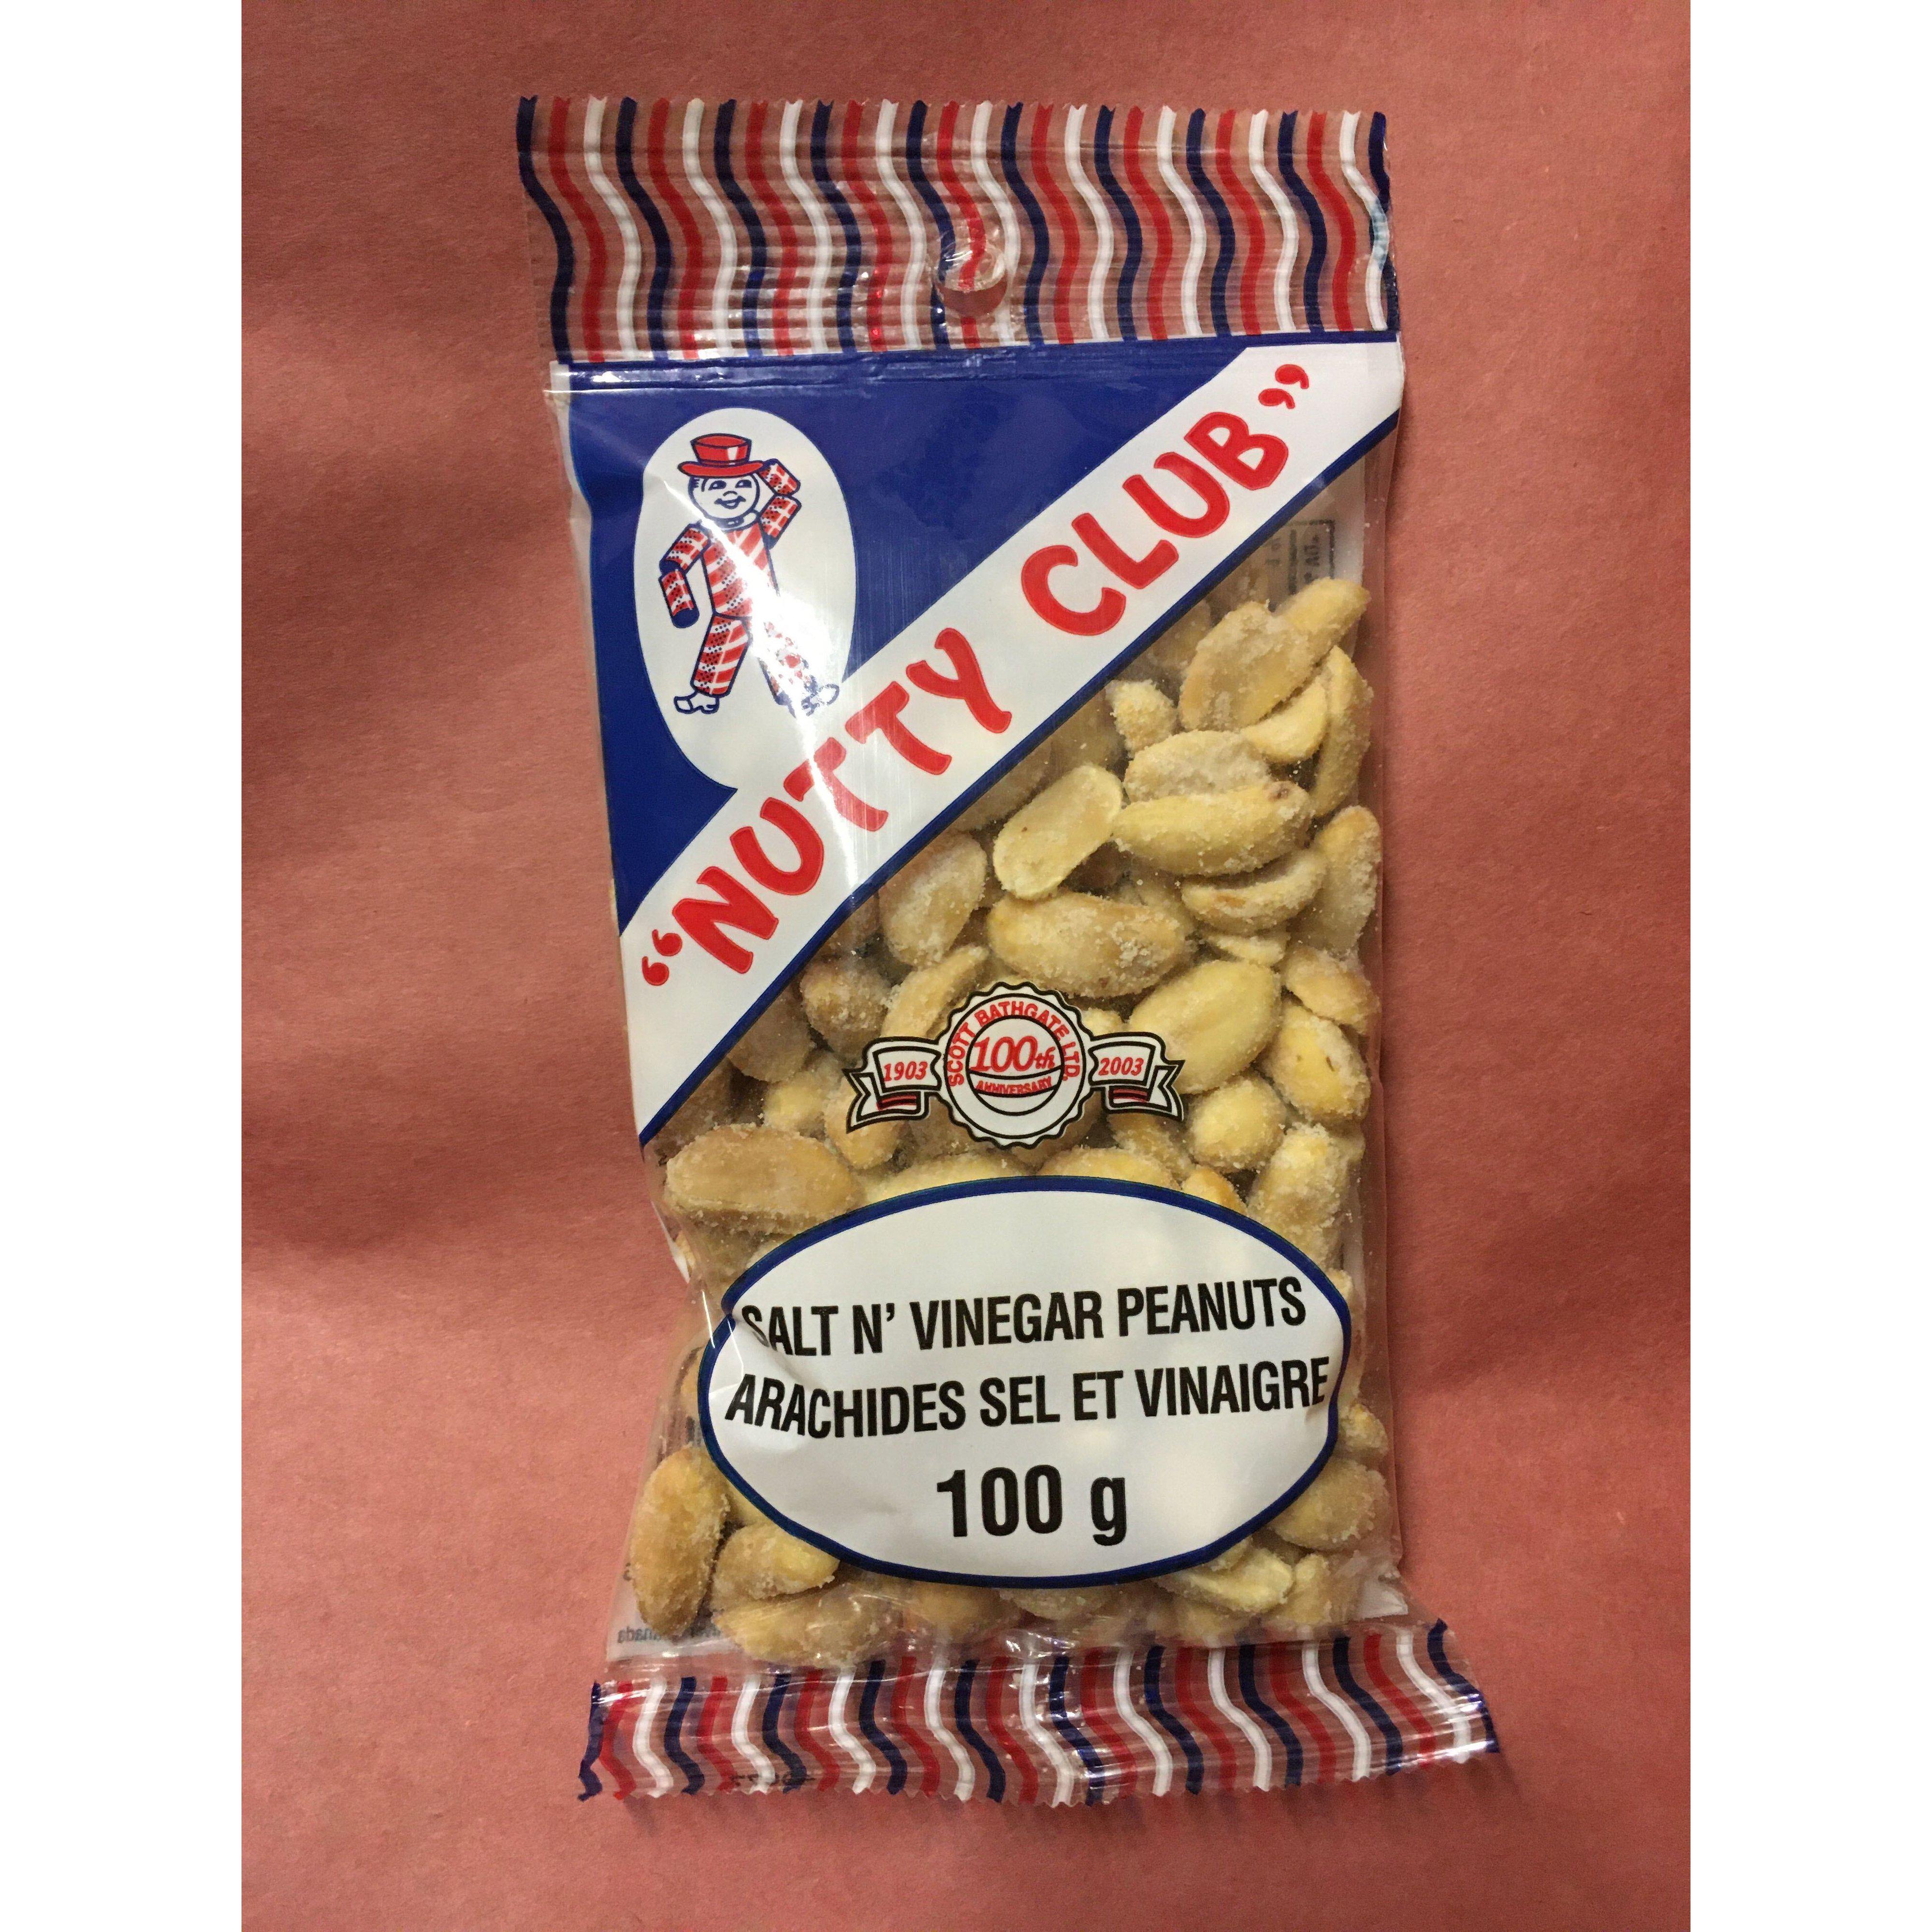 “NUTTY CLUB”
SCOTT BATHGATE LTD.
1903 100th 2003
ANNIVERSARY
SALT N’ VINEGAR PEANUTS
ARACHIDES SEL ET VINAIGRE
100 g